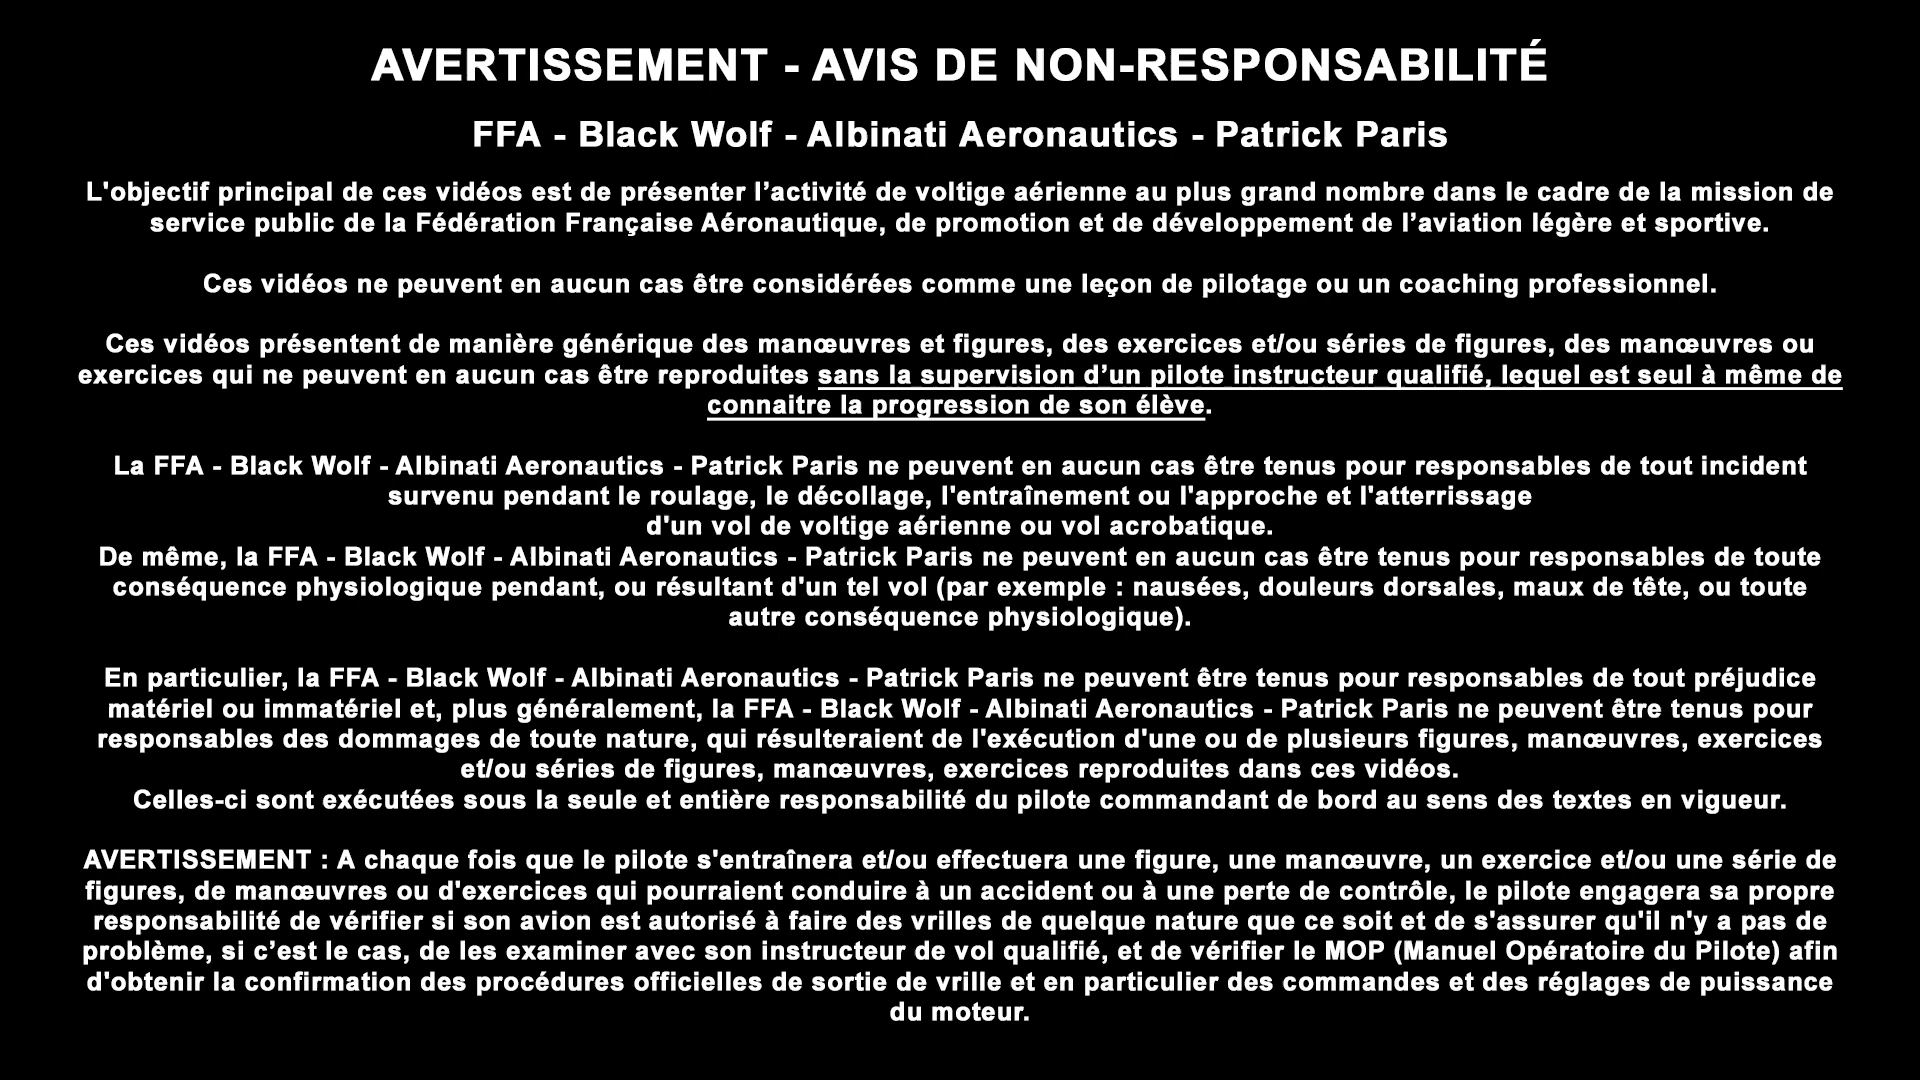 AVERTISSEMENT - AVIS DE NON-RESPONSABILITÉ
FFA - Black Wolf - Albinati Aeronautics - Patrick Paris
L'objectif principal de ces vidéos est de présenter l’activité de voltige aérienne au plus grand nombre dans le cadre de la mission de
service public de la Fédération Française Aéronautique, de promotion et de développement de l’aviation légère et sportive.
Ces vidéos ne peuvent en aucun cas être considérées comme une leçon de pilotage ou un coaching professionnel.
Ces vidéos présentent de manière générique des manœuvres et figures, des exercices et/ou séries de figures, des manœuvres ou
exercices qui ne peuvent en aucun cas être reproduites sans la supervision d’un pilote instructeur qualifié, lequel est seul à même de
connaitre la progression de son élève.
La FFA - Black Wolf - Albinati Aeronautics - Patrick Paris ne peuvent en aucun cas être tenus pour responsables de tout incident
survenu pendant le roulage, le décollage, l'entraînement ou l'approche et l'atterrissage
d'un vol de voltige aérienne ou vol acrobatique.
De même, la FFA - Black Wolf - Albinati Aeronautics - Patrick Paris ne peuvent en aucun cas être tenus pour responsables de toute
conséquence physiologique pendant, ou résultant d'un tel vol (par exemple : nausées, douleurs dorsales, maux de tête, ou toute
autre conséquence physiologique).
En particulier, la FFA - Black Wolf - Albinati Aeronautics - Patrick Paris ne peuvent être tenus pour responsables de tout préjudice
matériel ou immatériel et, plus généralement, la FFA - Black Wolf - Albinati Aeronautics - Patrick Paris ne peuvent être tenus pour
responsables des dommages de toute nature, qui résulteraient de l'exécution d'une ou de plusieurs figures, manœuvres, exercices
et/ou séries de figures, manœuvres, exercices reproduites dans ces vidéos.
Celles-ci sont exécutées sous la seule et entière responsabilité du pilote commandant de bord au sens des textes en vigueur.
AVERTISSEMENT : A chaque fois que le pilote s'entraînera et/ou effectuera une figure, une manœuvre, un exercice et/ou une série de
figures, de manœuvres ou d'exercices qui pourraient conduire à un accident ou à une perte de contrôle, le pilote engagera sa propre
responsabilité de vérifier si son avion est autorisé à faire des vrilles de quelque nature que ce soit et de s'assurer qu'il n'y a pas de
problème, si c’est le cas, de les examiner avec son instructeur de vol qualifié, et de vérifier le MOP (Manuel Opératoire du Pilote) afin
d'obtenir la confirmation des procédures officielles de sortie de vrille et en particulier des commandes et des réglages de puissance
du moteur.